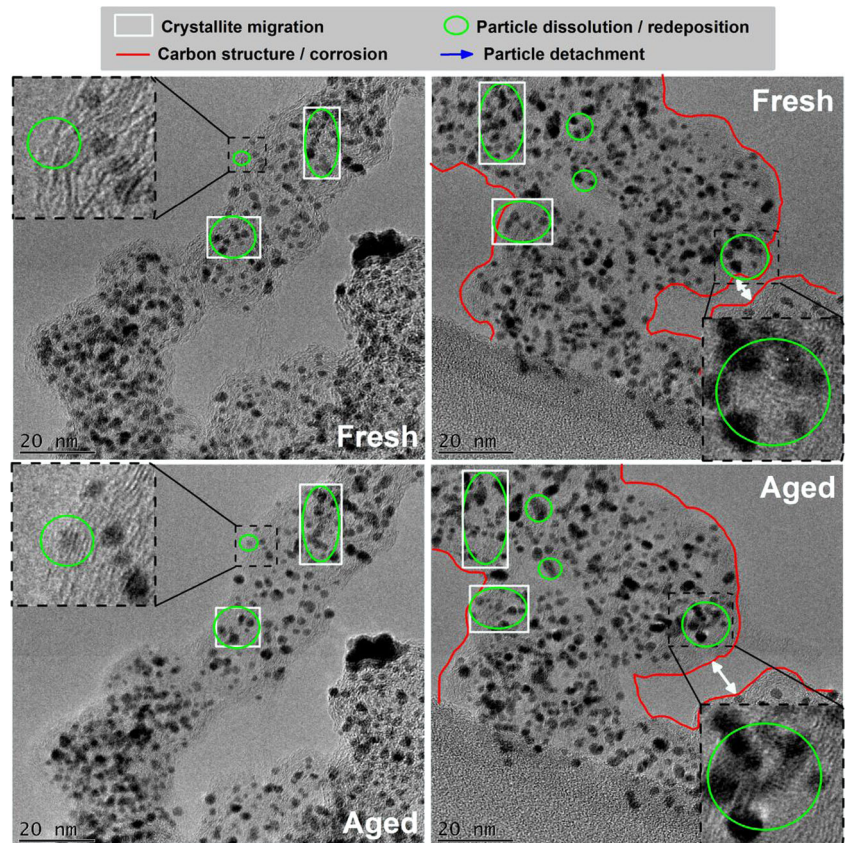 Crystallite migration
Particle dissolution / redeposition
Carbon structure / corrosion
Particle detachment
Fresh
20 nm
Fresh
20 nm
Aged
20 nm
Aged
20 nm